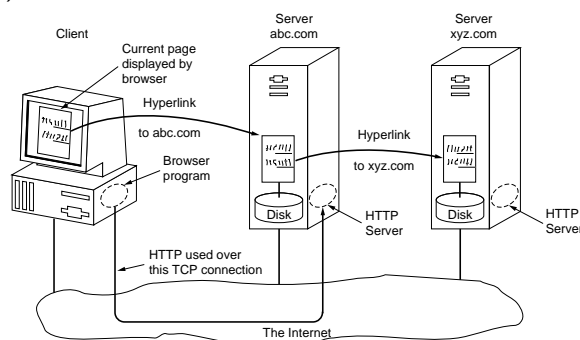 Client
Server
abc.com
Server
xyz.com
Current page
displayed by
browser
Hyperlink
to abc.com
Hyperlink
to xyz.com
Browser
program
Disk
HTTP
Server
Disk
HTTP
Server
HTTP used over
this TCP connection
The Internet